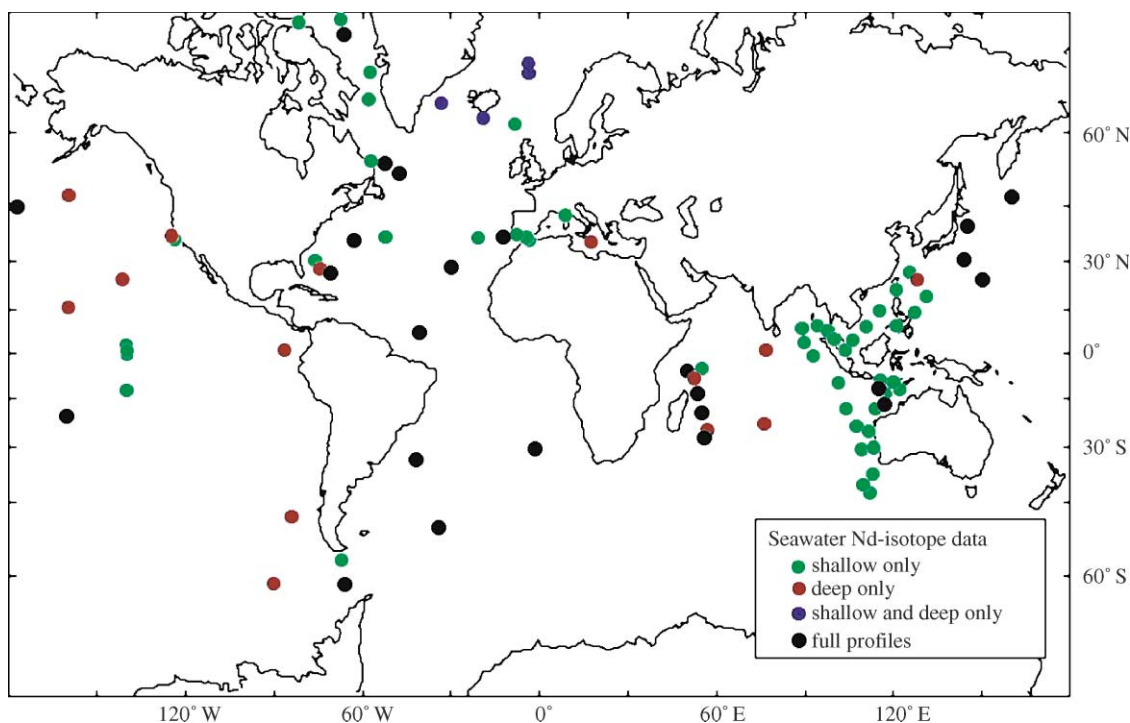 60° N
30° N
0°
30° S
60° S
120° W
60° W
0°
60° E
120° E
Seawater Nd-isotope data
shallow only
deep only
shallow and deep only
full profiles